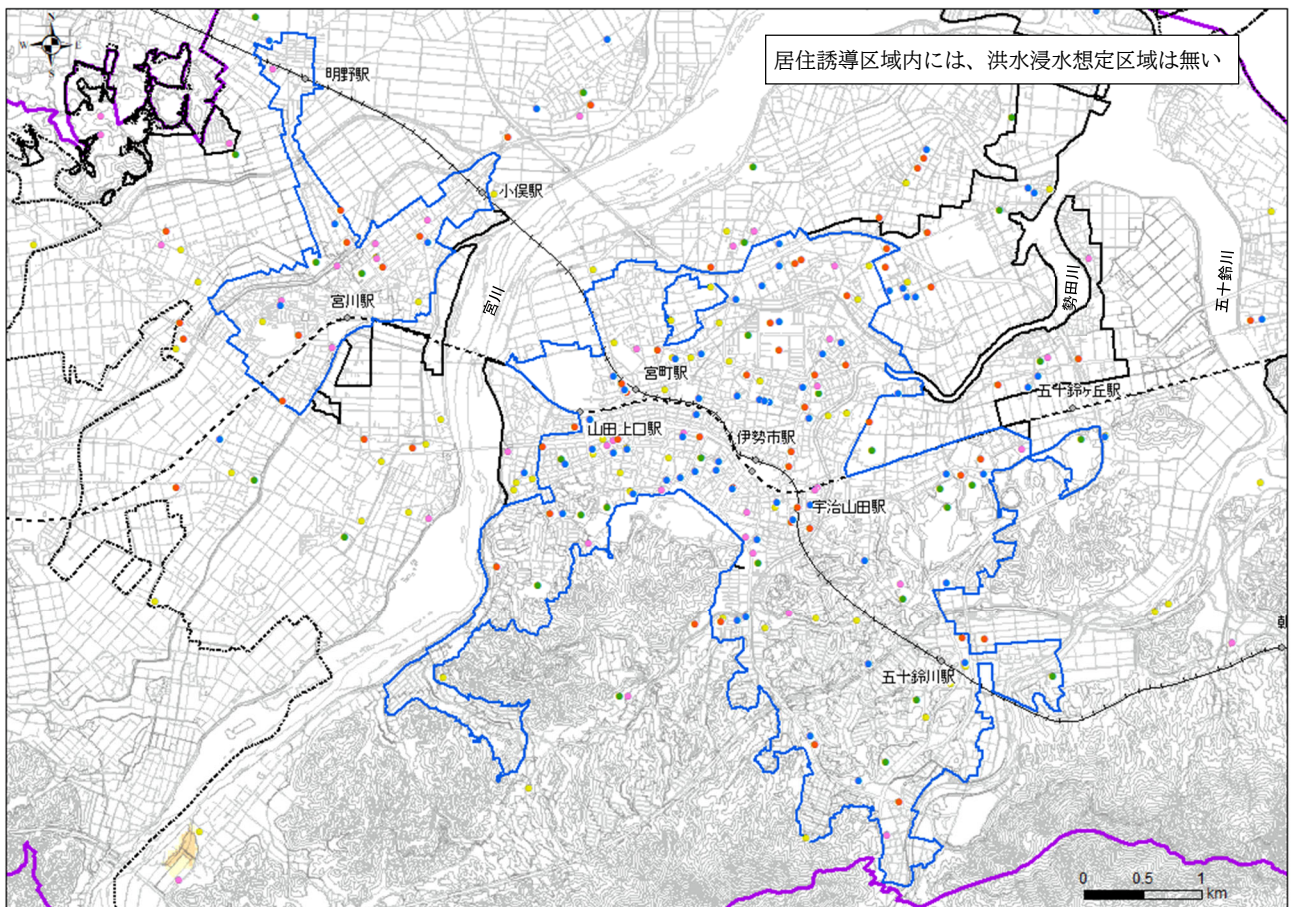 居住誘導区域内には、洪水浸水想定区域は無い
N
W
E
S
明野駅
小俣駅
宮川駅
宮川
勢田川
五十鈴川
宮町駅
五十鈴ヶ丘駅
山田上口駅
伊勢市駅
宇治山田駅
五十鈴川駅
朝
0 0.5 1
km